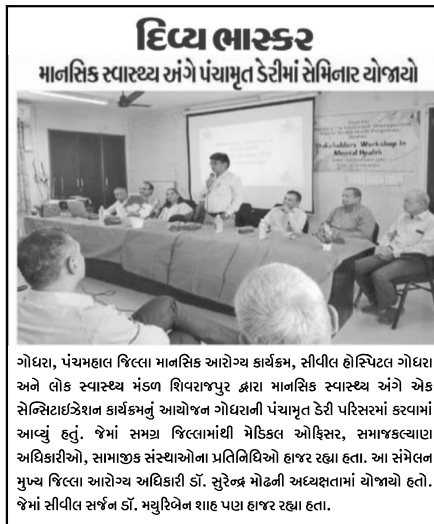 દિવ્ય ભાસ્કર
માનસિક સ્વાસ્થ્ય અંગે પંચામૃત ડેરીમાં સેમિનાર યોજાયો
Stakeholders' Workshop In
Mental Health
ગોધરા, પંચમહાલ જિલ્લા માનસિક આરોગ્ય કાર્યક્રમ, સીવીલ હોસ્પિટલ ગોધરા
અને લોક સ્વાસ્થ્ય મંડળ શિવરાજપુર દ્વારા માનસિક સ્વાસ્થ્ય અંગે એક
સેન્સિટાઈઝેશન કાર્યક્રમનું આયોજન ગોધરાની પંચામૃત ડેરી પરિસરમાં કરવામાં
આવ્યું હતું. જેમાં સમગ્ર જિલ્લામાંથી મેડિકલ ઓફિસર, સમાજકલ્યાણ
અધિકારીઓ, સામાજીક સંસ્થાઓના પ્રતિનિધિઓ હાજર રહ્યા હતા. આ સંમેલન
મુખ્ય જિલ્લા આરોગ્ય અધિકારી ડૉ. સુરેન્દ્ર મોઢની અધ્યક્ષતામાં યોજાયો હતો.
જેમાં સીવીલ સર્જન ડૉ. મયુરિબેન શાહ પણ હાજર રહ્યા હતા.